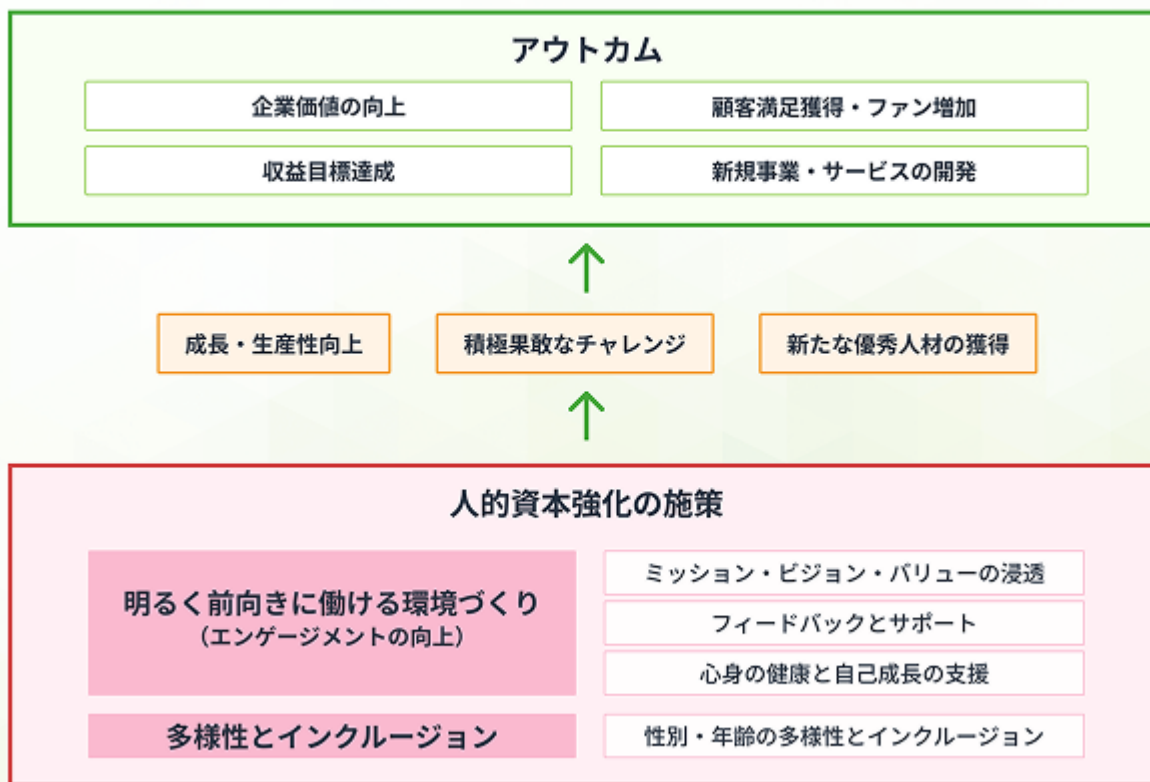 アウトカム
企業価値の向上
顧客満足獲得・ファン増加
収益目標達成
新規事業・サービスの開発
成長・生産性向上
積極果敢なチャレンジ
新たな優秀人材の獲得
人的資本強化の施策
明るく前向きに働ける環境づくり
（エンゲージメントの向上）
ミッション・ビジョン・バリューの浸透
フィードバックとサポート
心身の健康と自己成長の支援
多様性とインクルージョン
性別・年齢の多様性とインクルージョン